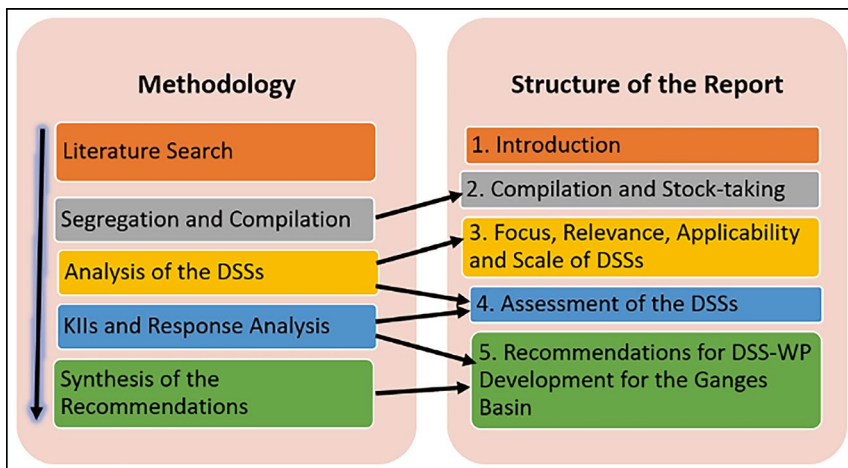 Methodology
Literature Search
Segregation and Compilation
Analysis of the DSSs
KIIs and Response Analysis
Synthesis of the
Recommendations
Structure of the Report
1. Introduction
2. Compilation and Stock-taking
3. Focus, Relevance, Applicability
and Scale of DSSs
4. Assessment of the DSSs
5. Recommendations for DSS-WP
Development for the Ganges
Basin